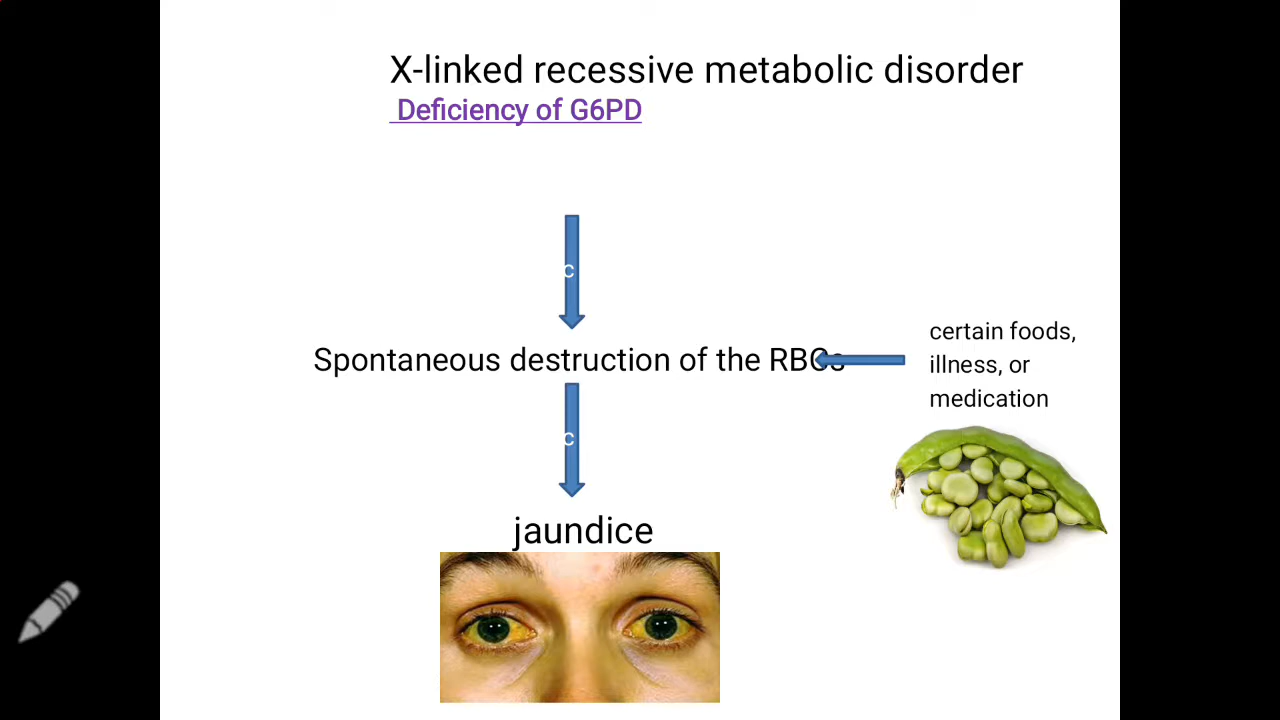 X-linked recessive metabolic disorder
Deficiency of G6PD
c
certain foods,
Spontaneous destruction of the RBCs
illness, or
medication
c
jaundice